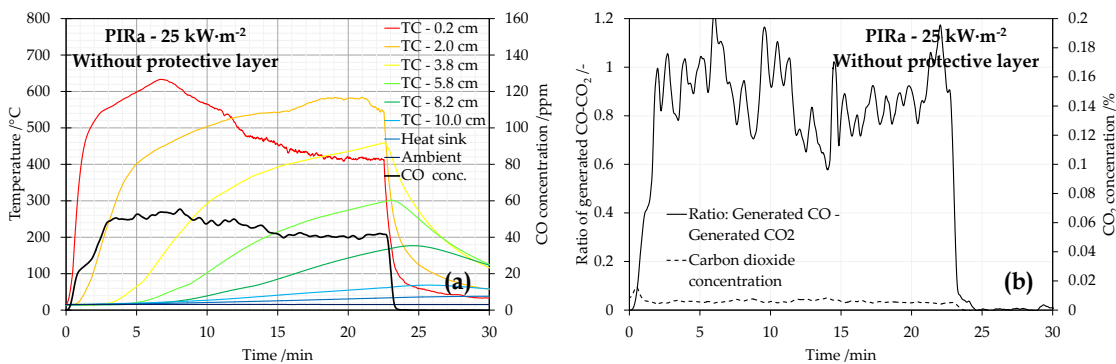 PIRa - 25 kW·m-2
Without protective layer
800
700
600
500
400
300
200
100
0
Temperature /°C
160
140
120
100
80
60
40
20
0
CO concentration /ppm
TC - 0.2 cm
TC - 2.0 cm
TC - 3.8 cm
TC - 5.8 cm
TC - 8.2 cm
TC - 10.0 cm
Heat sink
Ambient
CO conc.
(a)
0 5 10 15 20 25 30
Time /min
PIRa - 25 kW·m-2
Without protective layer
1.2
1
0.8
0.6
0.4
0.2
0
Ratio of generated CO-CO2 /-
0.2
0.18
0.16
0.14
0.12
0.1
0.08
0.06
0.04
0.02
0
CO2 concentration /%
Ratio: Generated CO -
Generated CO2
Carbon dioxide
concentration
(b)
0 5 10 15 20 25 30
Time /min